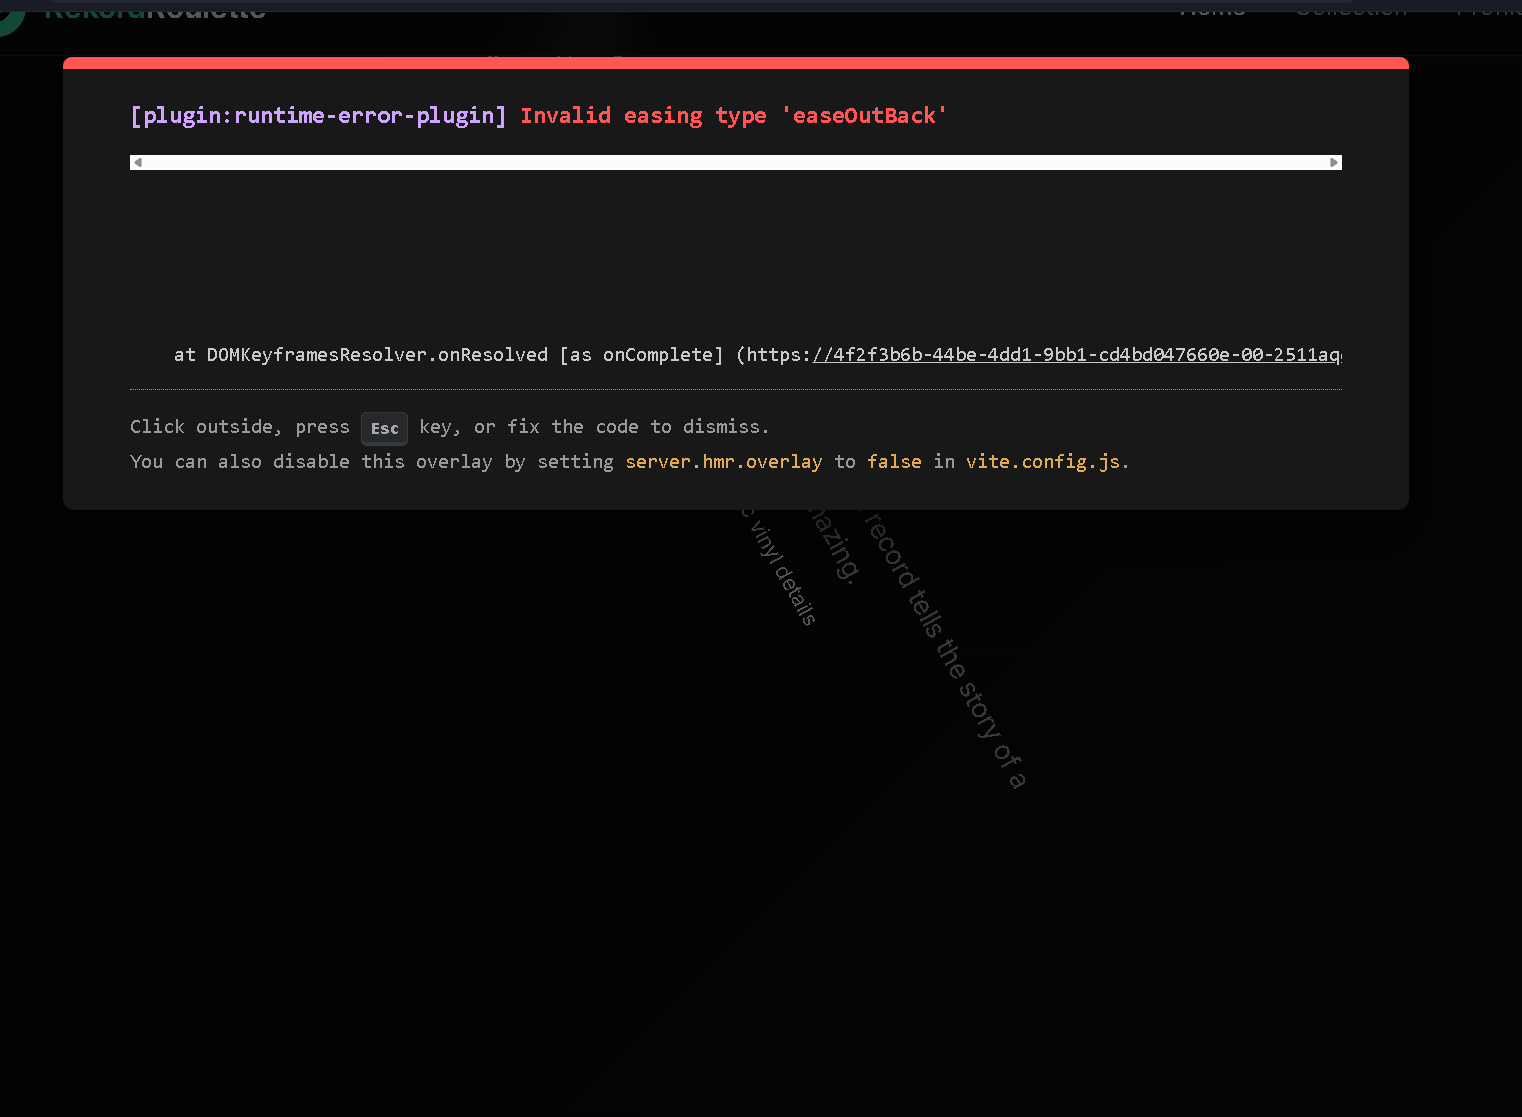 RekordRoulette
Home Collection
[plugin:runtime-error-plugin] Invalid easing type 'easeOutBack'
at DOMKeyframesResolver.onResolved [as onComplete] (https://4f2f3b6b-44be-4dd1-9bb1-cd4bd047660e-00-2511aq
Click outside, press Esc key, or fix the code to dismiss.
You can also disable this overlay by setting server.hmr.overlay to false in vite.config.js.
vinyl details
record tells the story of a